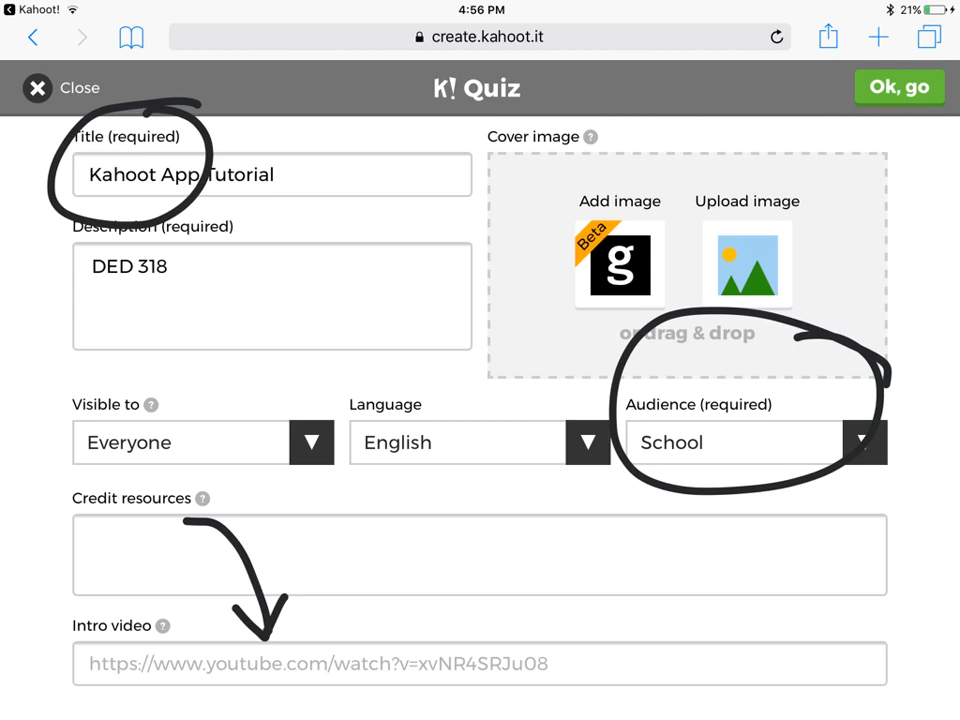 Kahoot! 4:56 PM 21%
create.kahoot.it
Close K! Quiz Ok, go
Title (required)
Kahoot App Tutorial
Description (required)
DED 318
Cover image ?
Add image Upload image
Beta
g
or drag & drop
Visible to ? Language Audience (required)
Everyone English School
Credit resources ?
Intro video ?
https://www.youtube.com/watch?v=xvNR4SRJu08